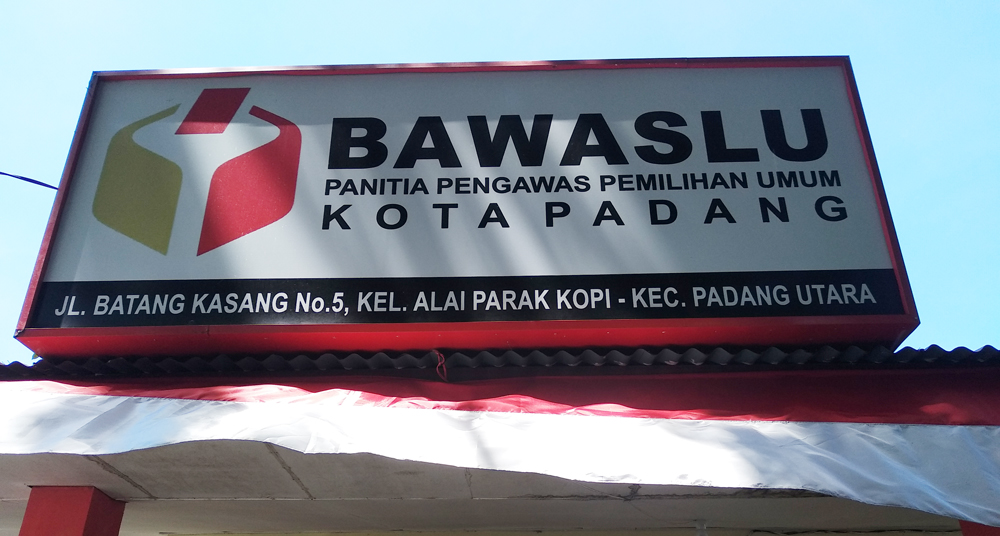 BAWASLU
PANITIA PENGAWAS PEMILIHAN UMUM
KOTA PADANG
JL. BATANG KASANG No.5, KEL. ALAI PARAK KOPI - KEC. PADANG UTARA